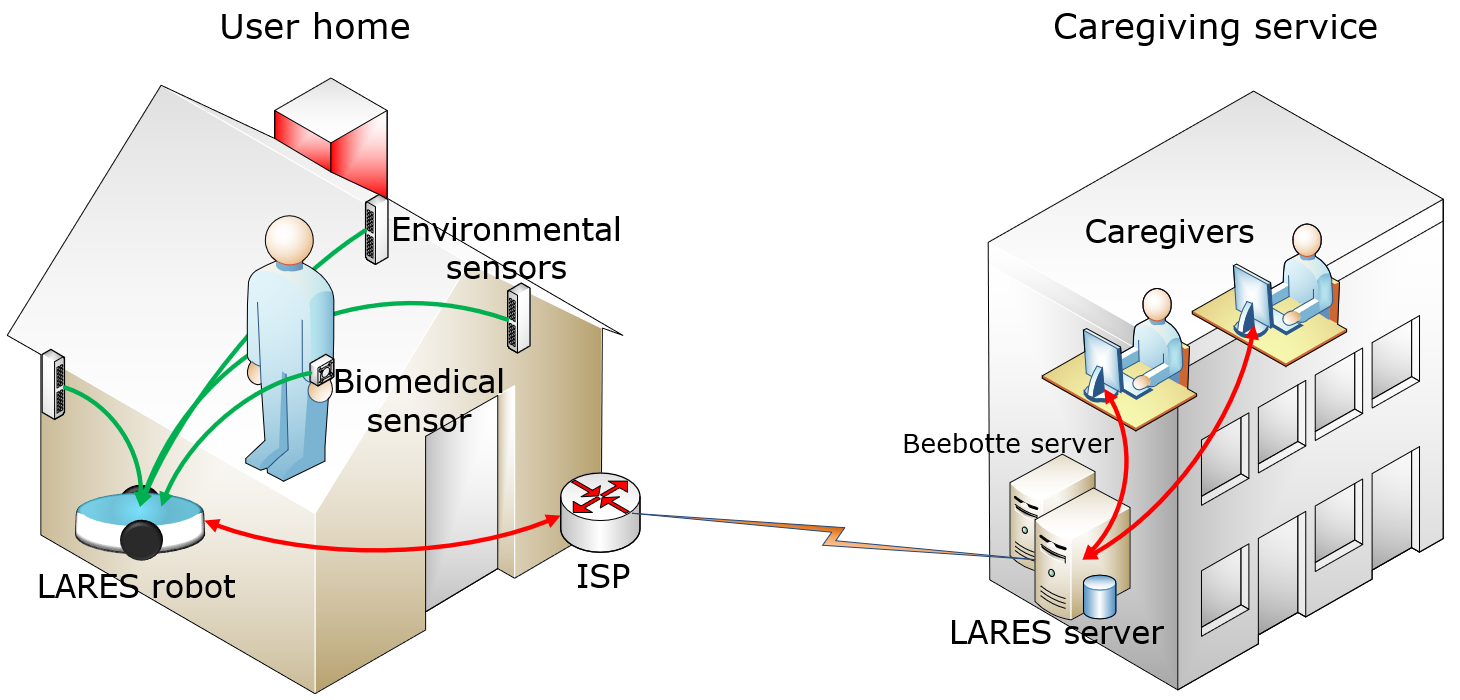 User home
Caregiving service
Environmental
sensors
Caregivers
Biomedical
sensor
Beebotte server
LARES robot
ISP
LARES server